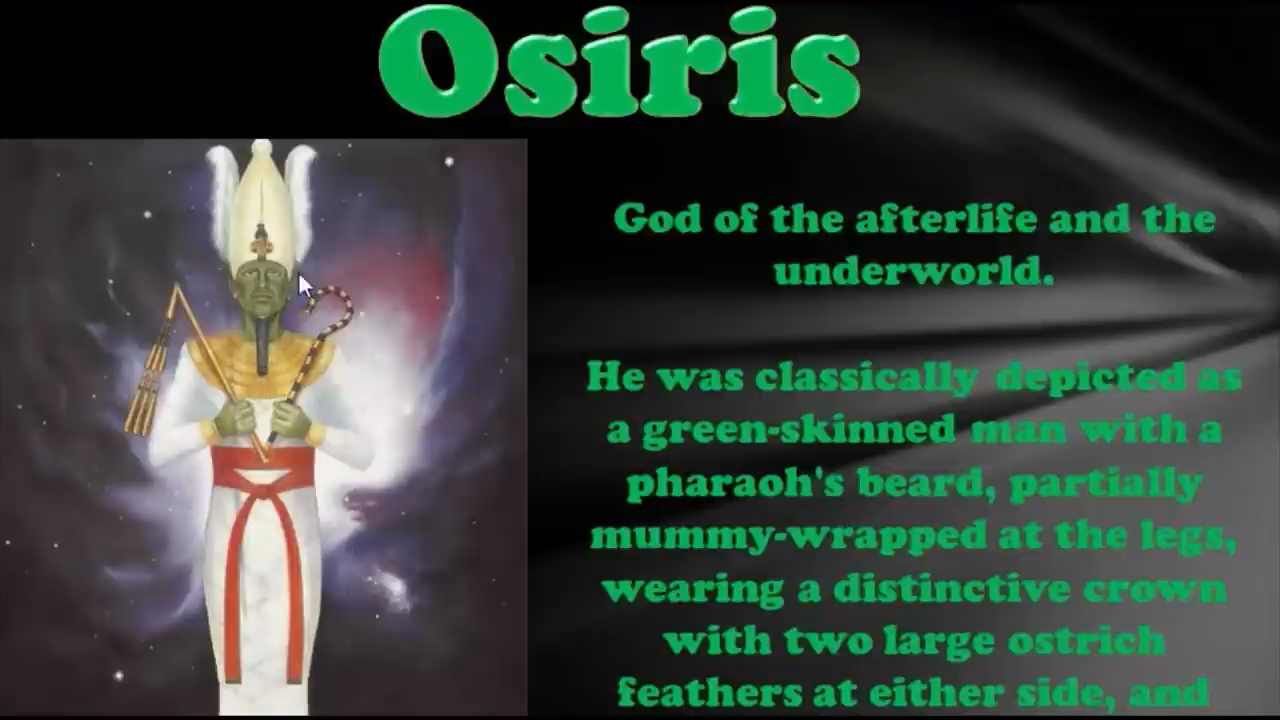 Osiris
God of the afterlife and the
underworld.
He was classically depicted as
a green-skinned man with a
pharaoh's beard, partially
mummy-wrapped at the legs,
wearing a distinctive crown
with two large ostrich
feathers at either side, and